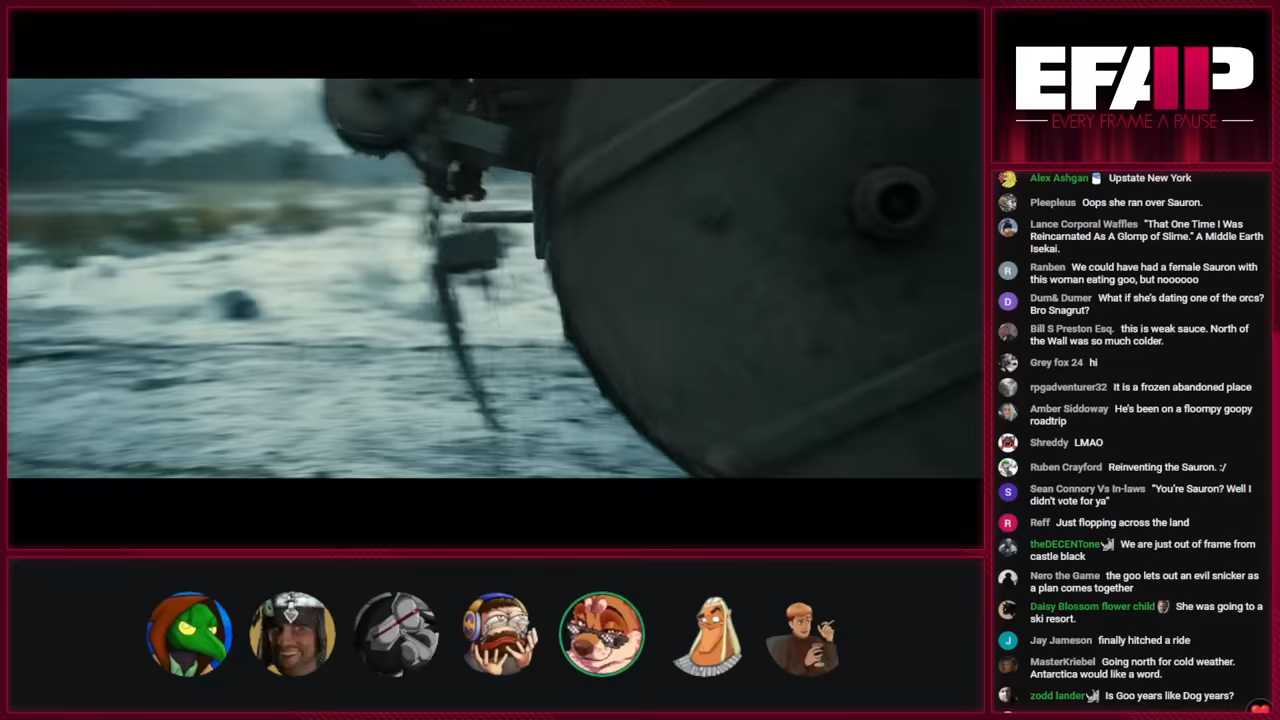 EFAP
EVERY FRAME A PAUSE
Alex Ashgan Upstate New York
Pleepleus Oops she ran over Sauron.
Lance Corporal Waffles "That One Time I Was
Reincarnated As A Glomp of Slime." A Middle Earth
Isekai.
R
Ranben We could have had a female Sauron with
this woman eating goo, but noooooo
D
Dum& Dumer What if she's dating one of the orcs?
Bro Snagrut?
Bill S Preston Esq. this is weak sauce. North of
the Wall was so much colder.
Grey fox 24 hi
rpgadventurer32 It is a frozen abandoned place
Amber Siddoway He's been on a floompy goopy
roadtrip
Shreddy LMAO
Ruben Crayford Reinventing the Sauron. :/
S
Sean Connory Vs In-laws "You're Sauron? Well I
didn't vote for ya"
R
Reff Just flopping across the land
theDECENTone We are just out of frame from
castle black
Nero the Game the goo lets out an evil snicker as
a plan comes together
Daisy Blossom flower child She was going to a
ski resort.
J
Jay Jameson finally hitched a ride
MasterKriebel Going north for cold weather.
Antarctica would like a word.
zodd lander Is Goo years like Dog years?